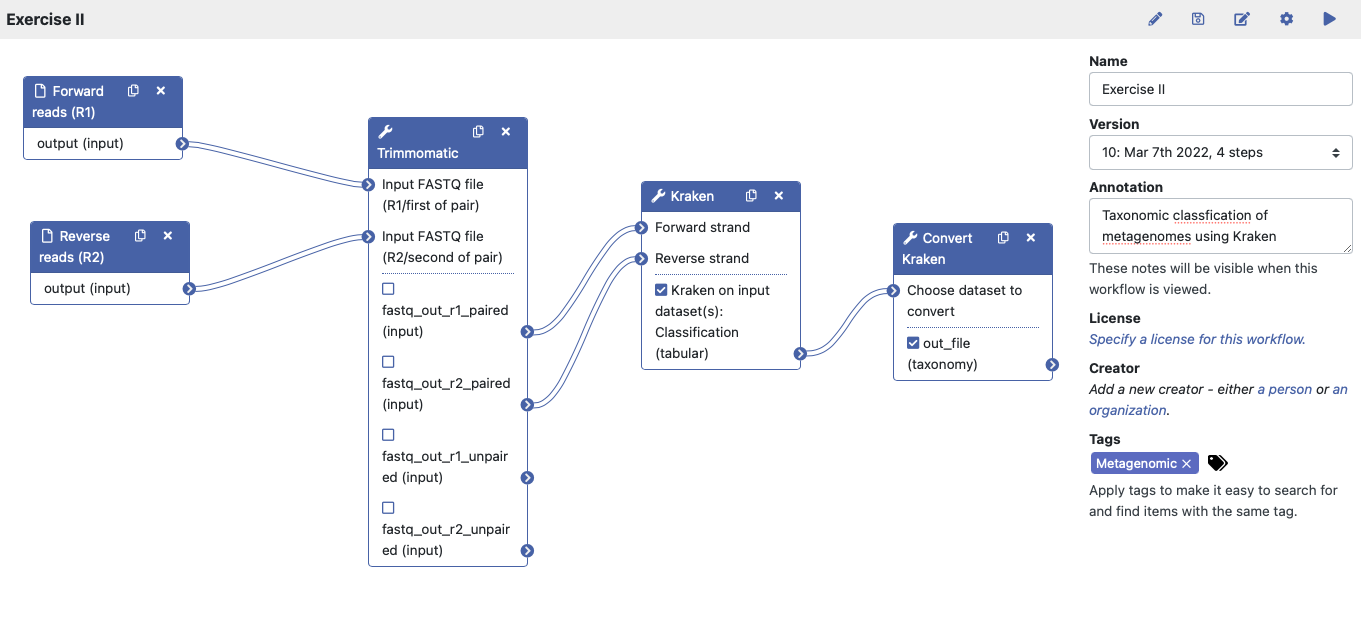 Exercise II
Forward
reads (R1)
output (input)
Reverse
reads (R2)
output (input)
Trimmomatic
Input FASTQ file
(R1/first of pair)
Input FASTQ file
(R2/second of pair)
fastq_out_r1_paired
(input)
fastq_out_r2_paired
(input)
fastq_out_r1_unpair
ed (input)
fastq_out_r2_unpair
ed (input)
Kraken
Forward strand
Reverse strand
Kraken on input
dataset(s):
Classification
(tabular)
Convert
Kraken
Choose dataset to
convert
out_file
(taxonomy)
Name
Exercise II
Version
10: Mar 7th 2022, 4 steps
Annotation
Taxonomic classfication of
metagenomes using Kraken
These notes will be visible when this
workflow is viewed.
License
Specify a license for this workflow.
Creator
Add a new creator - either a person or an
organization.
Tags
Metagenomic
Apply tags to make it easy to search for
and find items with the same tag.